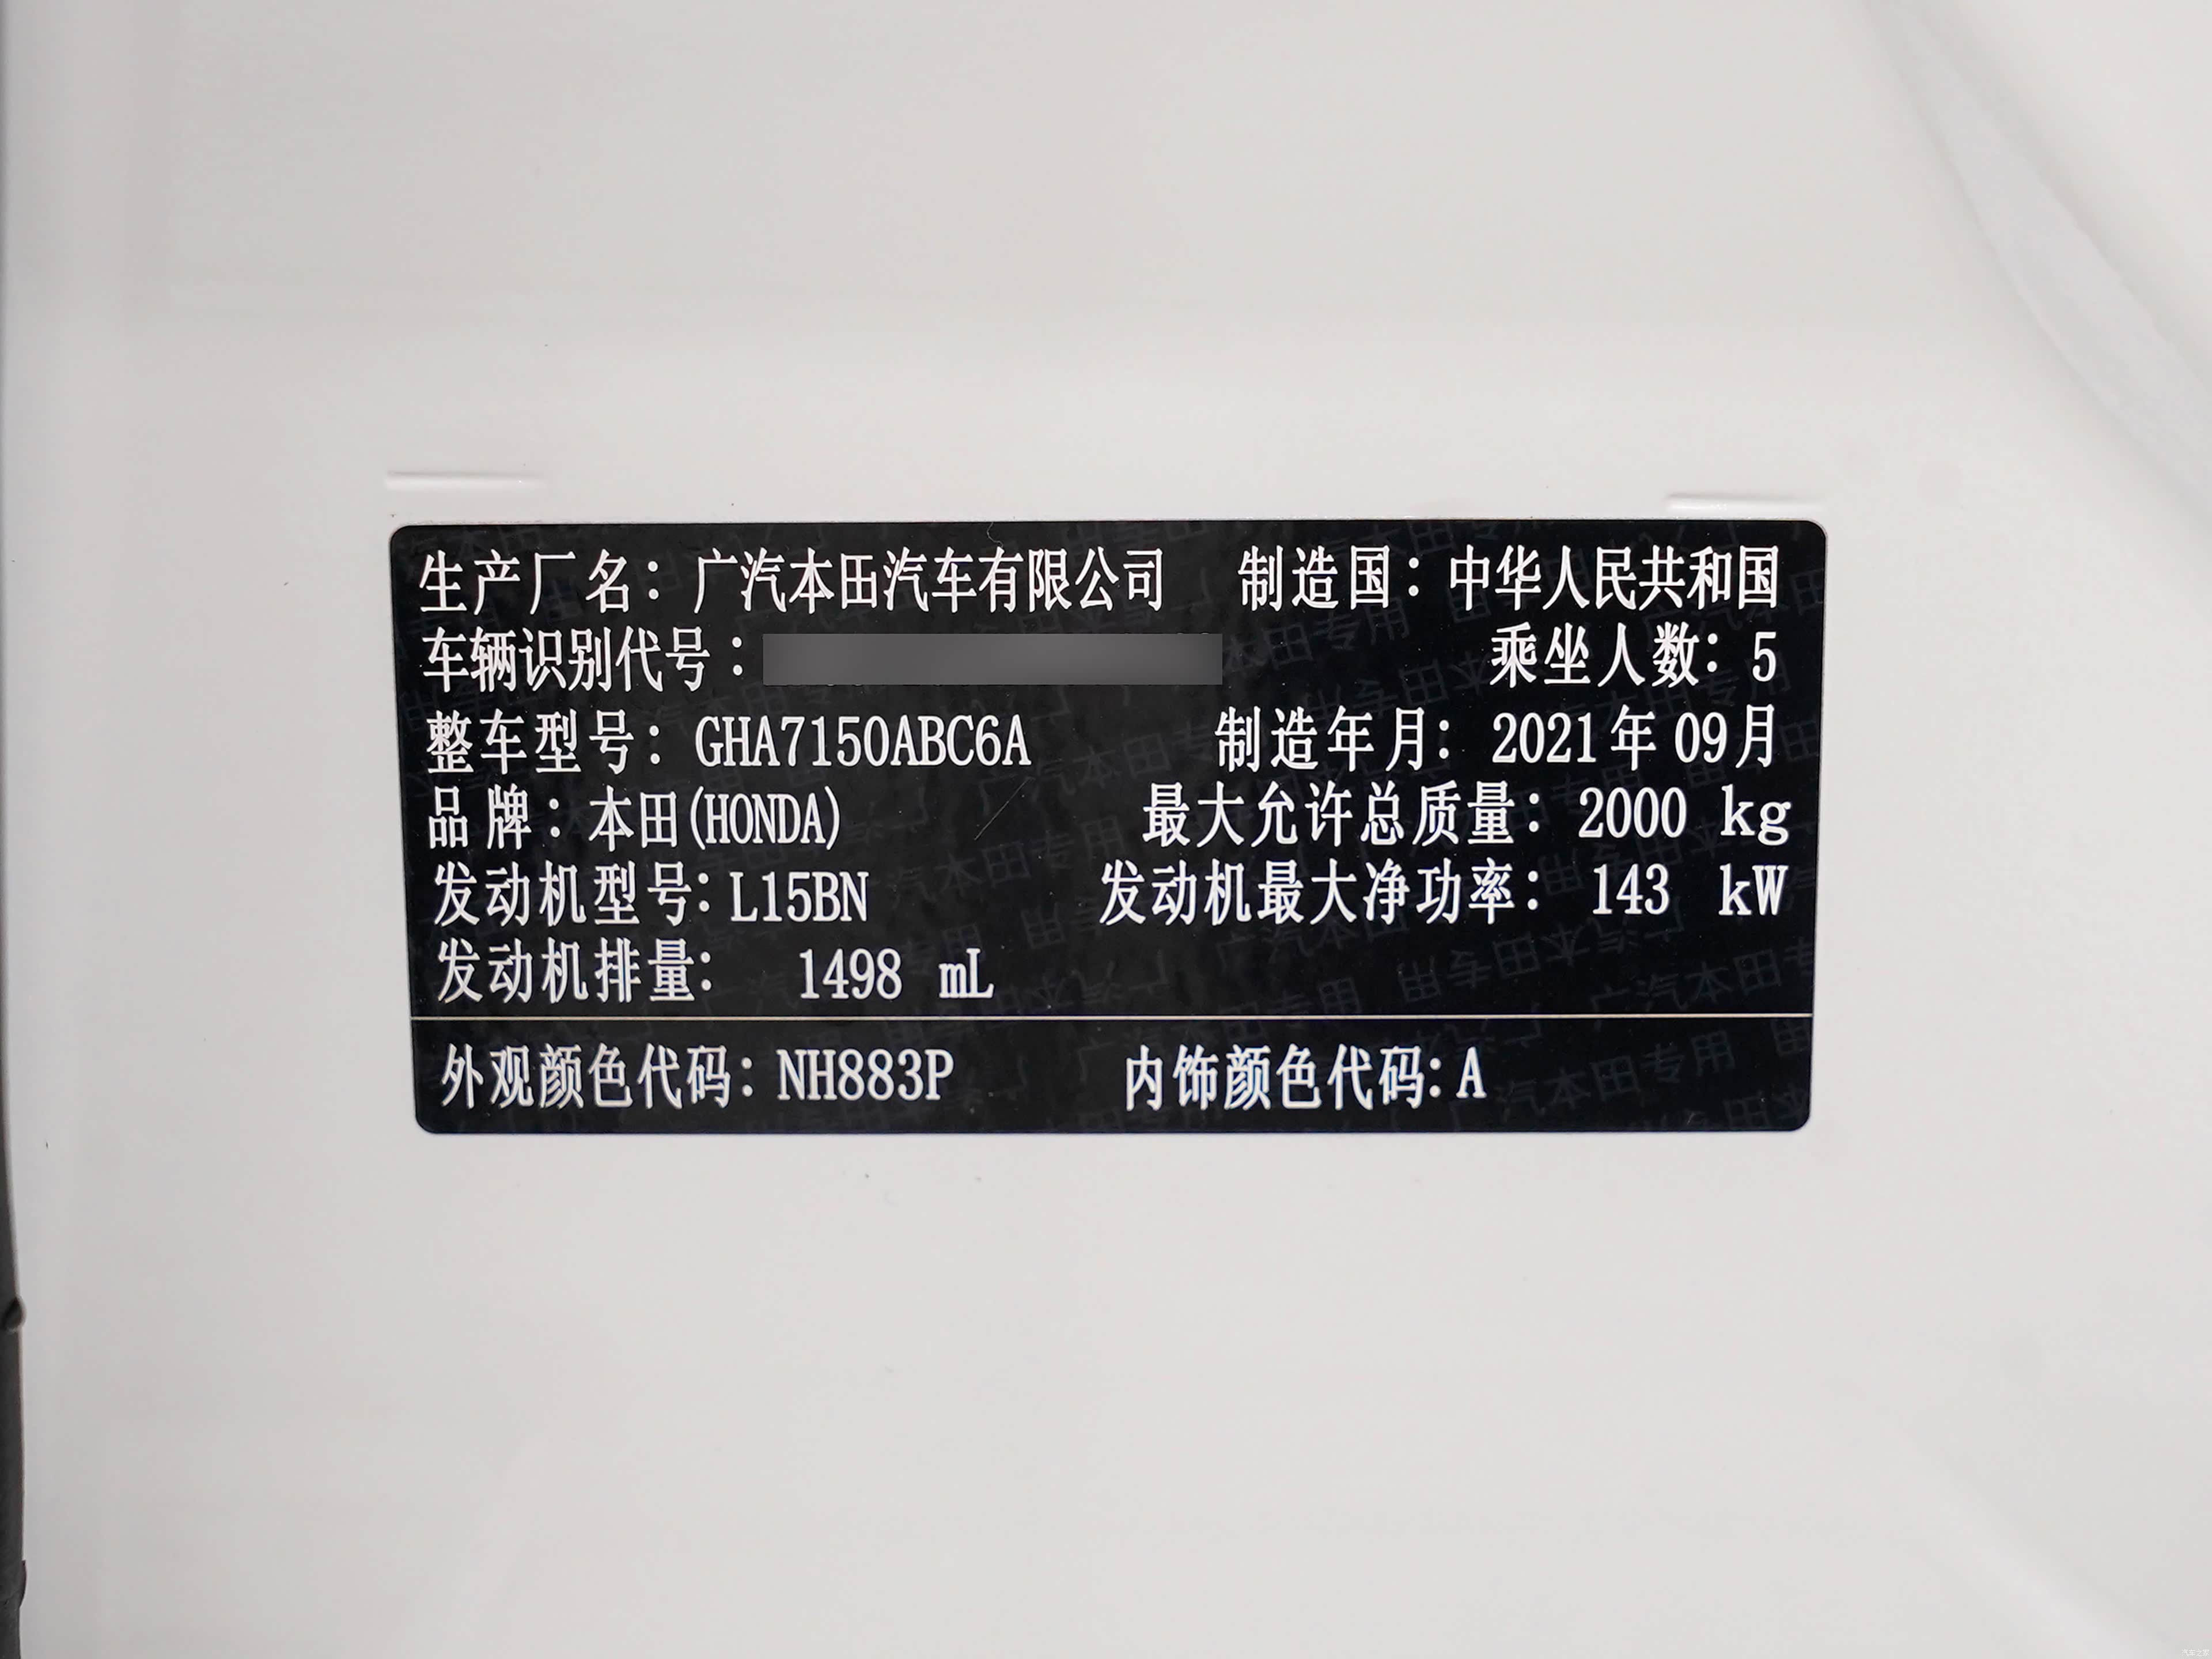 生产厂名：广汽本田汽车有限公司 制造国：中华人民共和国
车辆识别代号： 乘坐人数：5
整车型号：GHA7150ABC6A 制造年月：2021年09月
品牌：本田(HONDA) 最大允许总质量：2000 kg
发动机型号：L15BN 发动机最大净功率：143 kW
发动机排量： 1498 mL
外观颜色代码：NH883P 内饰颜色代码：A
汽车之家